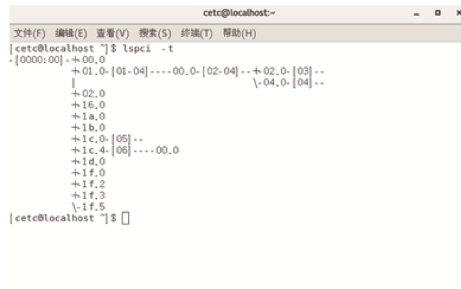 cetc@localhost:~
文件(F) 编辑(E) 查看(V) 搜索(S) 终端(T) 帮助(H)
[cetc@localhost ~]$ lspci -t
-[0000:00]-+-00.0
+-01.0-[01-04]----00.0-[02-04]--+-02.0-[03]--
| \-04.0-[04]--
+-02.0
+-16.0
+-1a.0
+-1b.0
+-1c.0-[05]--
+-1c.4-[06]----00.0
+-1d.0
+-1f.0
+-1f.2
+-1f.3
\-1f.5
[cetc@localhost ~]$